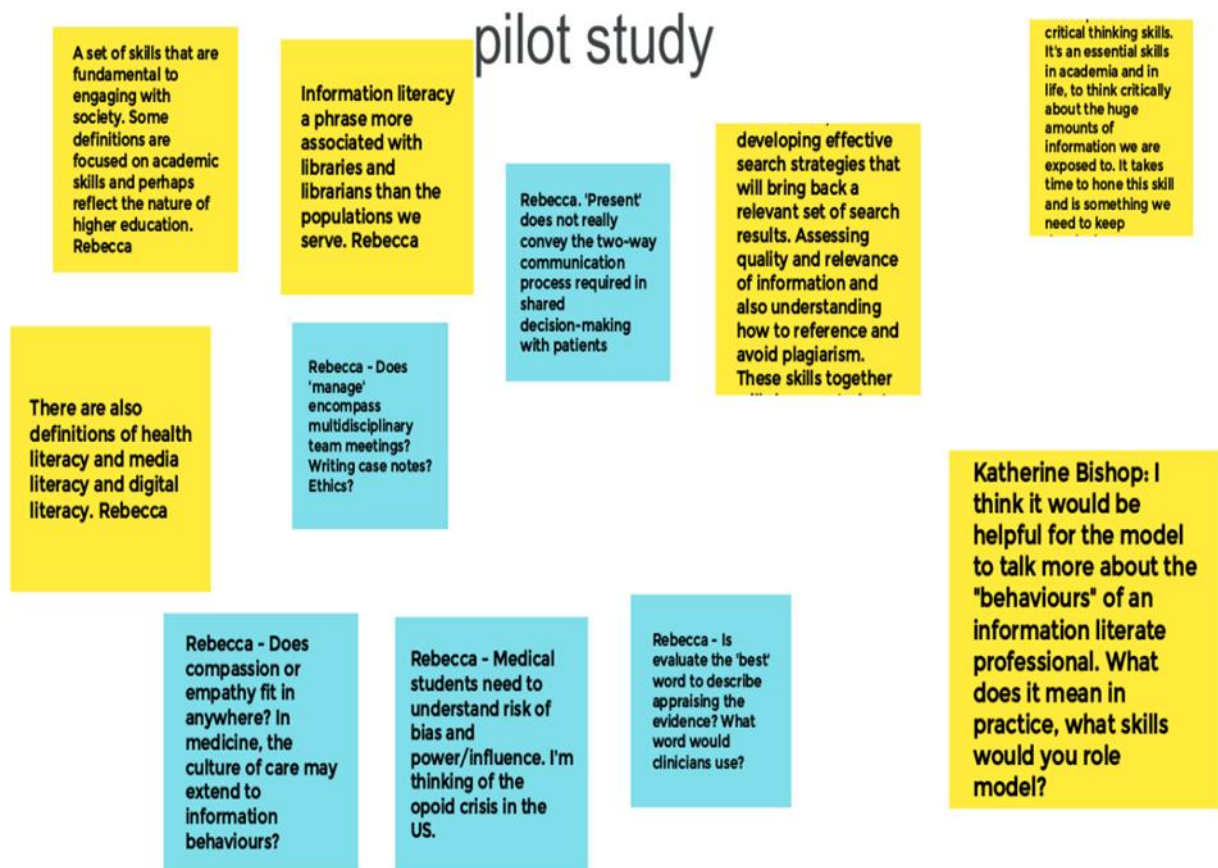 pilot study
A set of skills that are
fundamental to
engaging with
society. Some
definitions are
focused on academic
skills and perhaps
reflect the nature of
higher education.
Rebecca
Information literacy
a phrase more
associated with
libraries and
librarians than the
populations we
serve. Rebecca
Rebecca. 'Present'
does not really
convey the two-way
communication
process required in
shared
decision-making
with patients
developing effective
search strategies that
will bring back a
relevant set of search
results. Assessing
quality and relevance
of information and
also understanding
how to reference and
avoid plagiarism.
These skills together
critical thinking skills.
It's an essential skills
in academia and in
life, to think critically
about the huge
amounts of
information we are
exposed to. It takes
time to hone this skill
and is something we
need to keep
There are also
definitions of health
literacy and media
literacy and digital
literacy. Rebecca
Rebecca - Does
'manage'
encompass
multidisciplinary
team meetings?
Writing case notes?
Ethics?
Katherine Bishop: I
think it would be
helpful for the model
to talk more about the
"behaviours" of an
information literate
professional. What
does it mean in
practice, what skills
would you role
model?
Rebecca - Does
compassion or
empathy fit in
anywhere? In
medicine, the
culture of care may
extend to
information
behaviours?
Rebecca - Medical
students need to
understand risk of
bias and
power/influence. I'm
thinking of the
opoid crisis in the
US.
Rebecca - Is
evaluate the 'best'
word to describe
appraising the
evidence? What
word would
clinicians use?